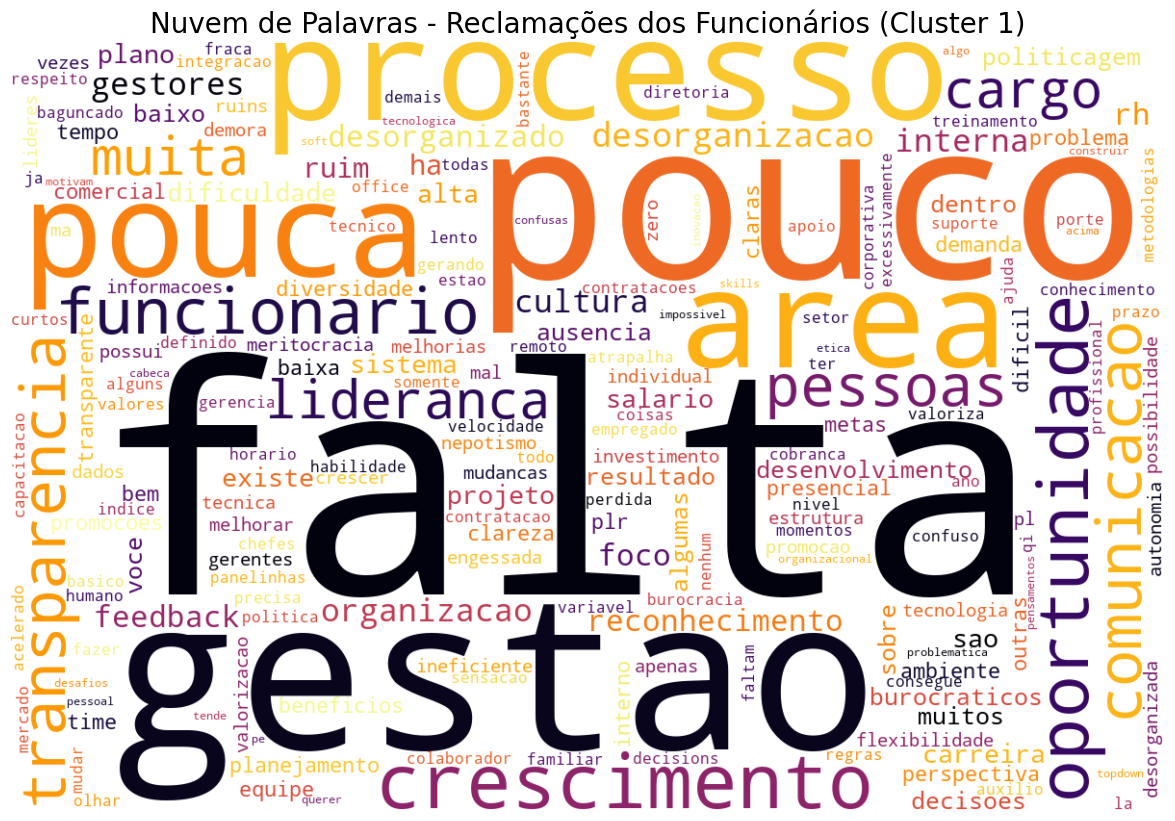 Nuvem de Palavras - Reclamações dos Funcionários (Cluster 1)
vezes
plano
fraca
integracao
processo
algo
politicagem
respeito
gestores
demais
bastante
diretoria
cargo
baguncado
baixo
ruins
tecnologica
treinamento
rh
lideres
tempo
demora
soft
desorganizado
desorganizacao
interna
problema
construir
muita
ruim
ha
todas
ja
motivam
comercial
dificuldade
office
alta
pouco
pouca
confusas
zero
inovacao
claras
apoio
corporativa
excessivamente
dentro
suporte
porte
acima
metodologias
ma
tecnico
lento
demanda
gerando
estao
ajuda
informacoes
diversidade
contratacoes
skills
conhecimento
funcionario
cultura
area
impossivel
setor
dificil
prazo
curtos
transparente
definido
meritocracia
melhorias
ausencia
remoto
etica
possui
atrapalha
ter
profissional
possibilidade
cabeca
baixa
sistema
mal
individual
pessoas
alguns
somente
valores
gerencia
lideranca
salario
coisas
valoriza
velocidade
empregado
metas
oportunidade
comunicacao
transparencia
falta
nepotismo
horario
todo
cobranca
capacitacao
dados
existe
habilidade
crescer
mudancas
investimento
resultado
desenvolvimento
ano
bem
indice
tecnica
projeto
perdida
presencial
nivel
autonomia
promocoes
melhorar
contratacao
clareza
plr
algumas
estrutura
momentos
confuso
pl
qi
voce
chefes
gerentes
engessada
foco
nenhum
promocao
organizacional
pensamentos
basico
humano
panelinhas
precisa
feedback
politica
organizacao
variavel
burocracia
reconhecimento
tecnologia
outras
acelerado
fazer
gestao
sobre
sao
problematica
desafios
valorizacao
ineficiente
sensacao
interno
apenas
faltam
ambiente
consegue
pessoal
beneficios
burocraticos
mercado
time
tende
pe
muitos
desorganizada
colaborador
familiar
decisions
regras
flexibilidade
mudar
planejamento
carreira
olhar
equipe
querer
crescimento
perspectiva
topdown
auxilio
decisoes
la